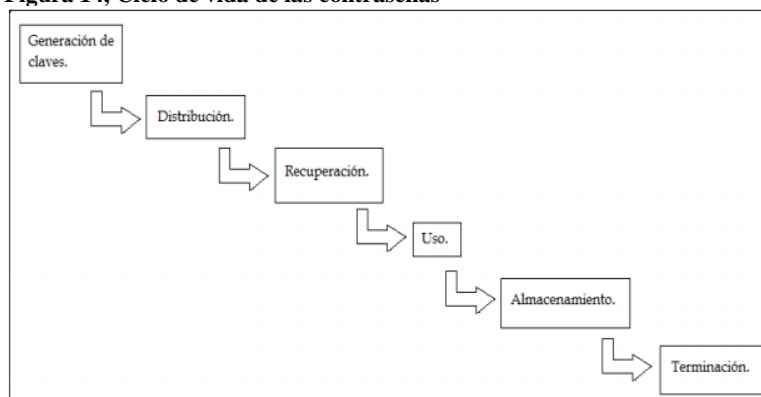 Figura 14, Ciclo de vida de las contraseñas
Generación de
claves.
Distribución.
Recuperación.
Uso.
Almacenamiento.
Terminación.